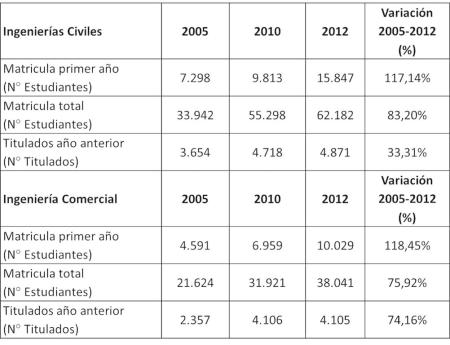 Ingenierías Civiles 2005 2010 2012 Variación 2005-2012 (%)
Matricula primer año (N° Estudiantes) 7.298 9.813 15.847 117,14%
Matricula total (N° Estudiantes) 33.942 55.298 62.182 83,20%
Titulados año anterior (N° Titulados) 3.654 4.718 4.871 33,31%
Ingeniería Comercial 2005 2010 2012 Variación 2005-2012 (%)
Matricula primer año (N° Estudiantes) 4.591 6.959 10.029 118,45%
Matricula total (N° Estudiantes) 21.624 31.921 38.041 75,92%
Titulados año anterior (N° Titulados) 2.357 4.106 4.105 74,16%